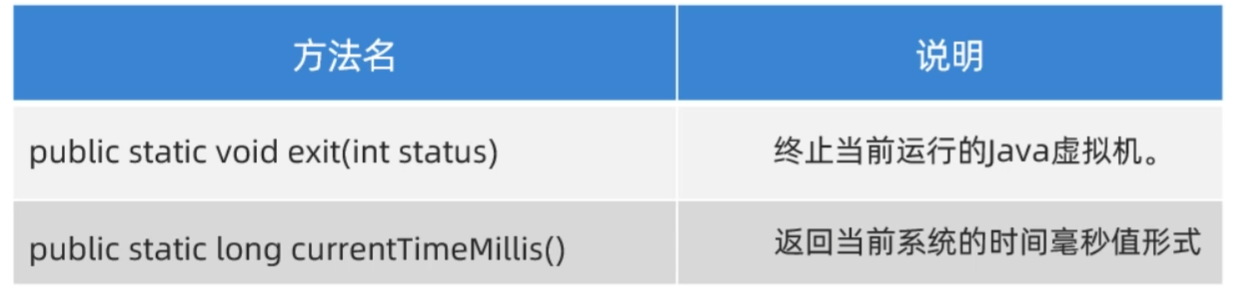 方法名 说明
public static void exit(int status) 终止当前运行的Java虚拟机。
public static long currentTimeMillis() 返回当前系统的时间毫秒值形式